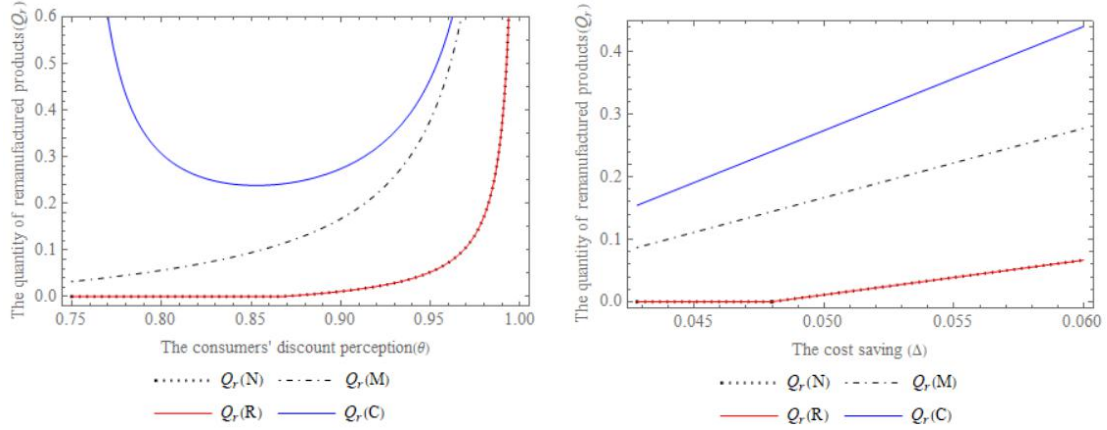 The quantity of remanufactured products(Qr)
0.6
0.5
0.4
0.3
0.2
0.1
0.0
0.75 0.80 0.85 0.90 0.95 1.00
The consumers' discount perception(θ)
Qr(N) Qr(M)
Qr(R) Qr(C)
The quantity of remanufactured products(Qr)
0.4
0.3
0.2
0.1
0.0
0.045 0.050 0.055 0.060
The cost saving (Δ)
Qr(N) Qr(M)
Qr(R) Qr(C)